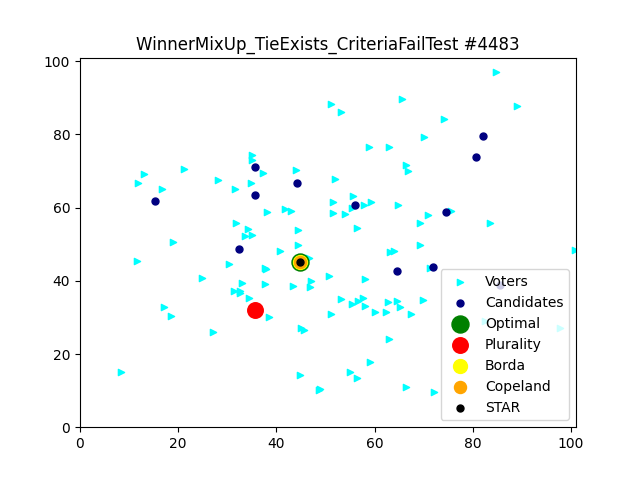 WinnerMixUp_TieExists_CriteriaFailTest #4483
100
80
60
40
20
0
0 20 40 60 80 100
Voters
Candidates
Optimal
Plurality
Borda
Copeland
STAR